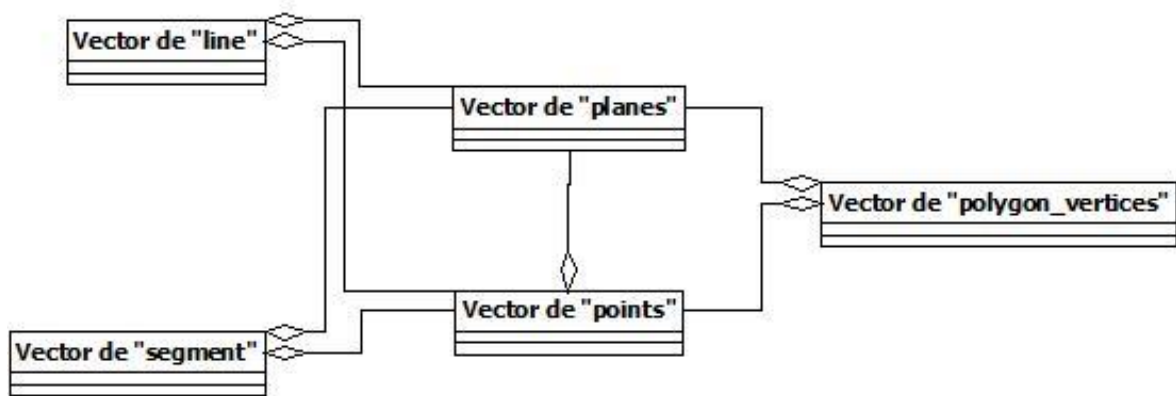 Vector de "line"
Vector de "planes"
Vector de "polygon_vertices"
Vector de "points"
Vector de "segment"